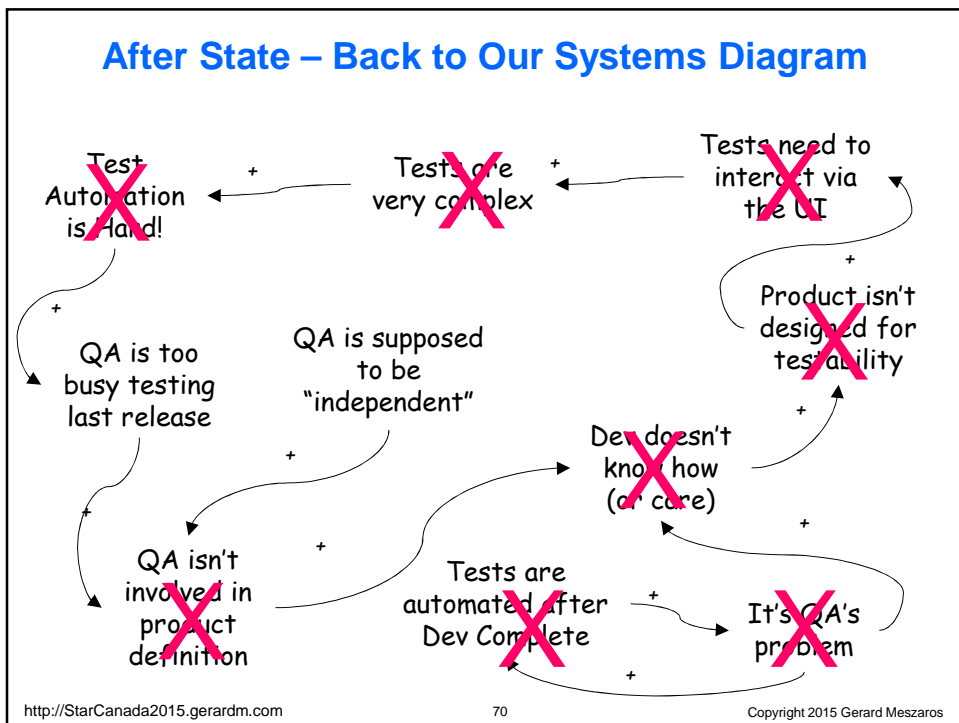 After State – Back to Our Systems Diagram
Test
Automation
is Hard!
+
Tests are
very complex
+
Tests need to
interact via
the UI
+
Product isn't
designed for
testability
+
QA is too
busy testing
last release
QA is supposed
to be
“independent”
+
Dev doesn't
know how
(or care)
+
+
+
+
QA isn't
involved in
product
definition
Tests are
automated after
Dev Complete
+
It's QA's
problem
+
http://StarCanada2015.gerardm.com
70
Copyright 2015 Gerard Meszaros